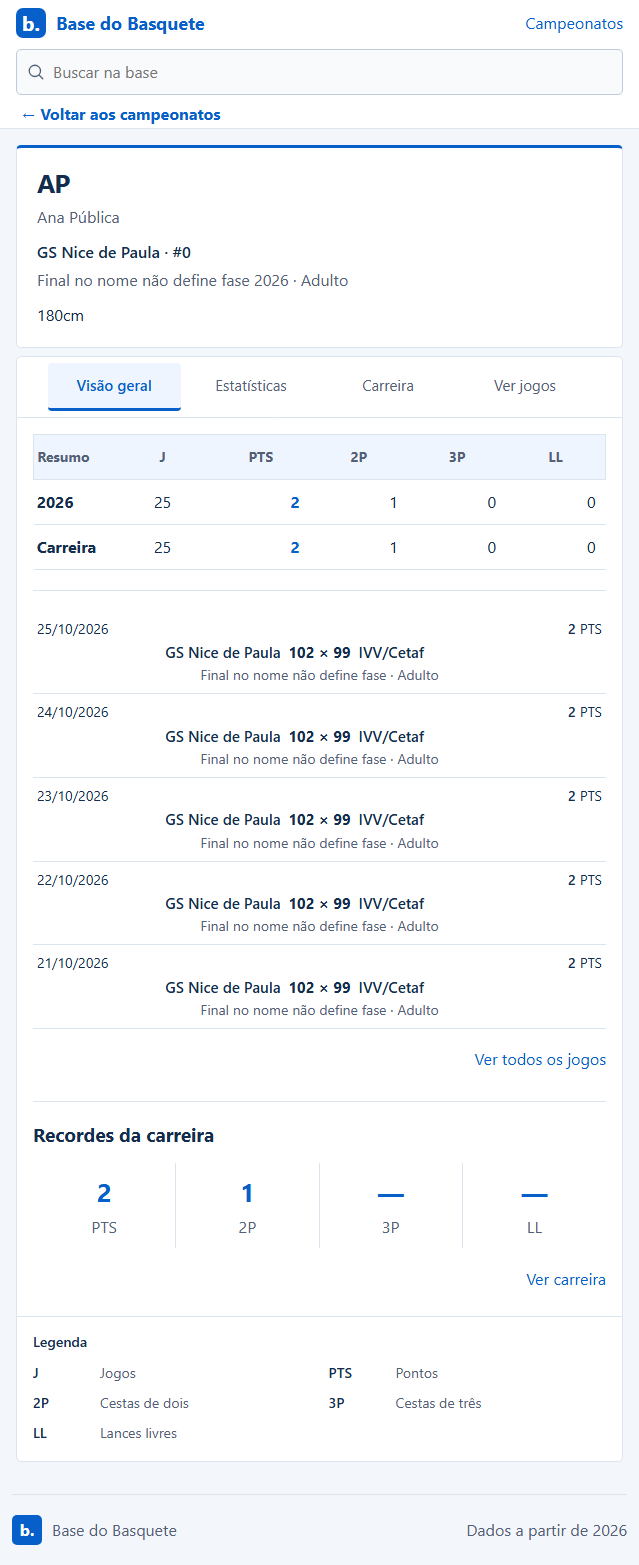 b. Base do Basquete Campeonatos
Buscar na base
← Voltar aos campeonatos
AP
Ana Pública
GS Nice de Paula · #0
Final no nome não define fase 2026 · Adulto
180cm
Visão geral Estatísticas Carreira Ver jogos
Resumo J PTS 2P 3P LL
2026 25 2 1 0 0
Carreira 25 2 1 0 0
25/10/2026 2 PTS
GS Nice de Paula 102 × 99 IVV/Cetaf
Final no nome não define fase · Adulto
24/10/2026 2 PTS
GS Nice de Paula 102 × 99 IVV/Cetaf
Final no nome não define fase · Adulto
23/10/2026 2 PTS
GS Nice de Paula 102 × 99 IVV/Cetaf
Final no nome não define fase · Adulto
22/10/2026 2 PTS
GS Nice de Paula 102 × 99 IVV/Cetaf
Final no nome não define fase · Adulto
21/10/2026 2 PTS
GS Nice de Paula 102 × 99 IVV/Cetaf
Final no nome não define fase · Adulto
Ver todos os jogos
Recordes da carreira
2 1 — —
PTS 2P 3P LL
Ver carreira
Legenda
J Jogos PTS Pontos
2P Cestas de dois 3P Cestas de três
LL Lances livres
b. Base do Basquete Dados a partir de 2026